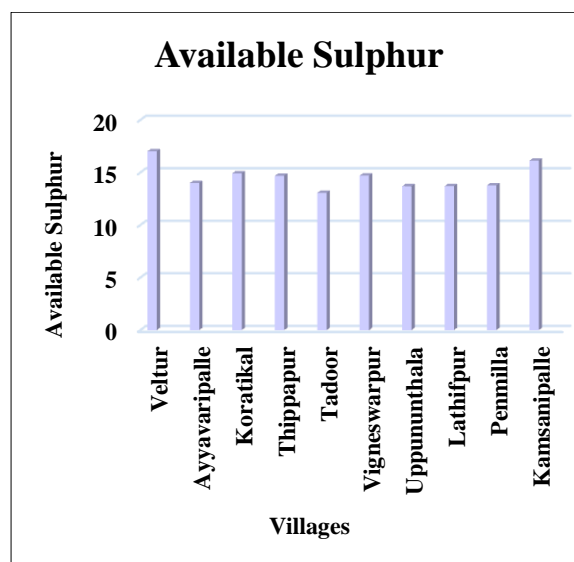 Available Sulphur
Available Sulphur
20
15
10
5
0
Veltur
Ayyavaripalle
Koratikal
Thippapur
Tadoor
Vigneswarpur
Uppununthala
Lathifpur
Penmilla
Kamsanipalle
Villages